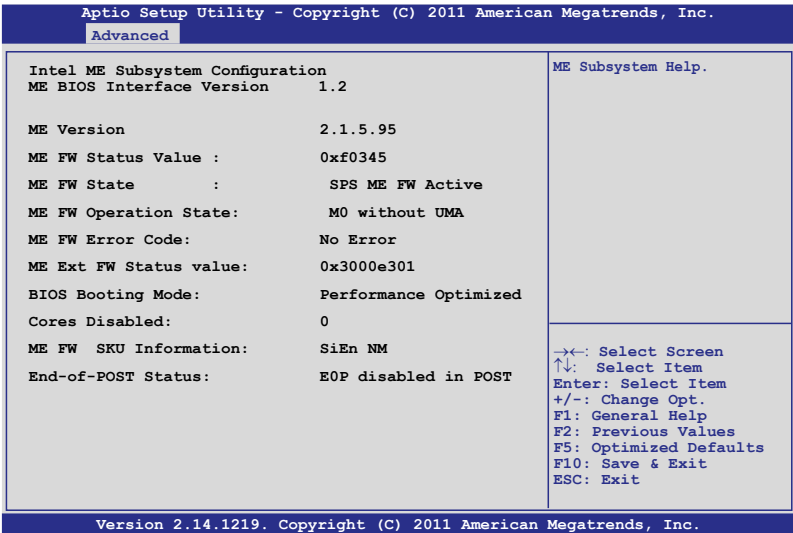 Aptio Setup Utility - Copyright (C) 2011 American Megatrends, Inc.
Advanced
Intel ME Subsystem Configuration
ME BIOS Interface Version 1.2
ME Version 2.1.5.95
ME FW Status Value : 0xf0345
ME FW State : SPS ME FW Active
ME FW Operation State: M0 without UMA
ME FW Error Code: No Error
ME Ext FW Status value: 0x3000e301
BIOS Booting Mode: Performance Optimized
Cores Disabled: 0
ME FW SKU Information: SiEn NM
End-of-POST Status: E0P disabled in POST
ME Subsystem Help.
→←: Select Screen
↑↓: Select Item
Enter: Select Item
+/-: Change Opt.
F1: General Help
F2: Previous Values
F5: Optimized Defaults
F10: Save & Exit
ESC: Exit
Version 2.14.1219. Copyright (C) 2011 American Megatrends, Inc.